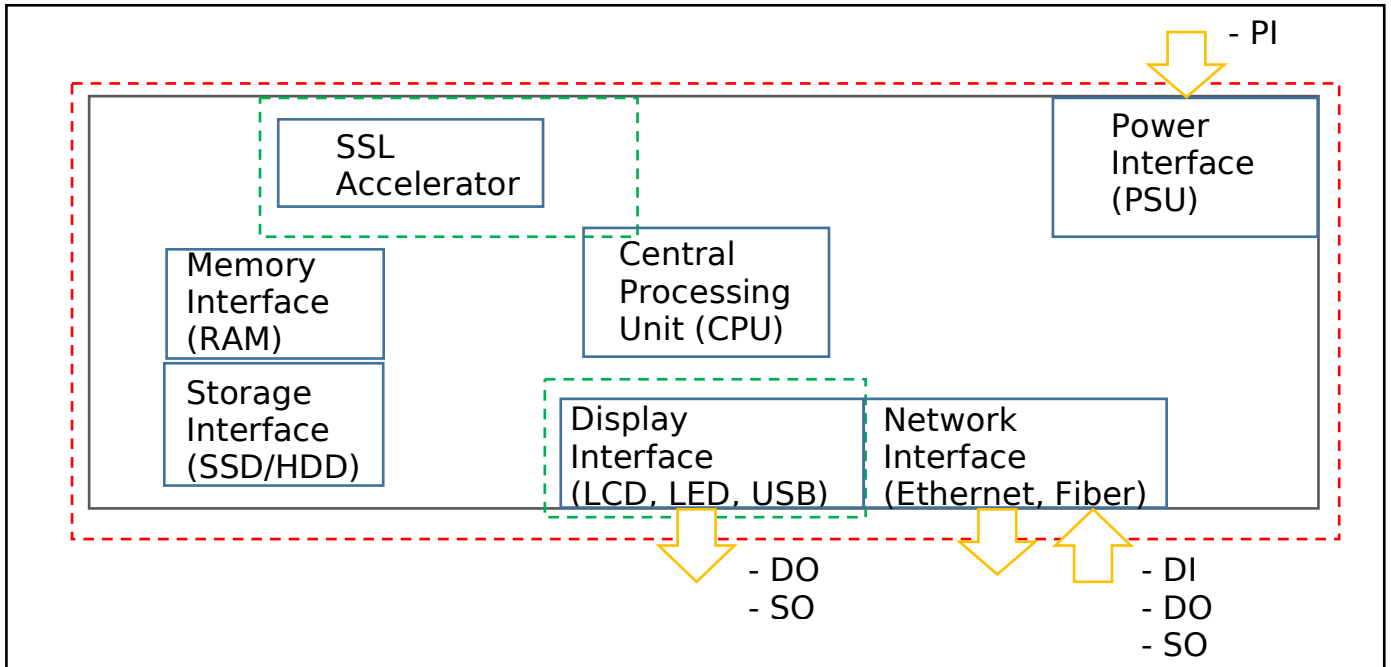 - PI
SSL
Accelerator
Power
Interface
(PSU)
Memory
Interface
(RAM)
Central
Processing
Unit (CPU)
Storage
Interface
(SSD/HDD)
Display
Interface
(LCD, LED, USB)
Network
Interface
(Ethernet, Fiber)
- DO
- SO
- DI
- DO
- SO